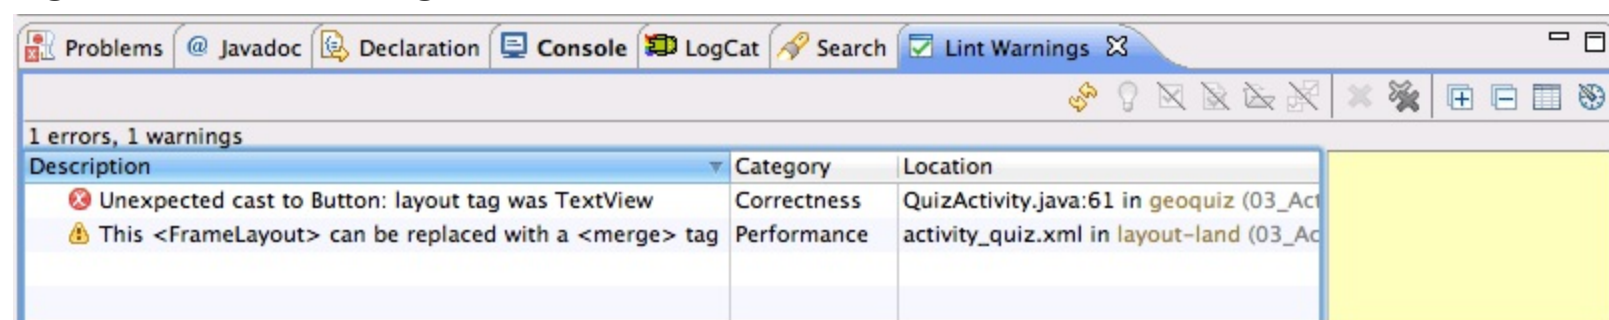 Problems @ Javadoc Declaration Console LogCat Search Lint Warnings
1 errors, 1 warnings
Description Category Location
Unexpected cast to Button: layout tag was TextView Correctness QuizActivity.java:61 in geoquiz (03_Act
This <FrameLayout> can be replaced with a <merge> tag Performance activity_quiz.xml in layout-land (03_Ac